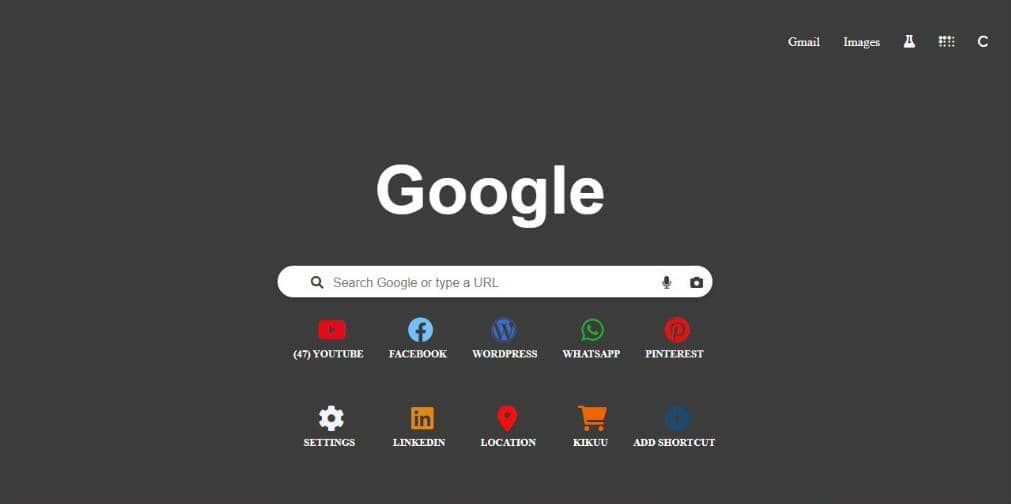 Gmail Images C
Google
Search Google or type a URL
(47) YOUTUBE FACEBOOK WORDPRESS WHATSAPP PINTEREST
SETTINGS LINKEDIN LOCATION KIKUU ADD SHORTCUT